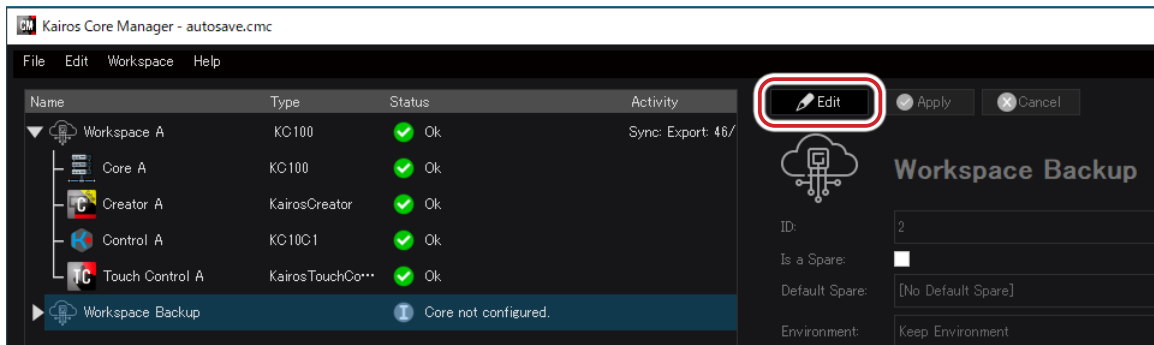 CM Kairos Core Manager - autosave.cmc
File Edit Workspace Help
Name Type Status Activity
Edit Apply Cancel
Workspace A KC100 Ok Sync: Export: 46/
Core A KC100 Ok
C Creator A KairosCreator Ok
Control A KC10C1 Ok
TC Touch Control A KairosTouchCo··· Ok
Workspace Backup Core not configured.
Workspace Backup
ID: 2
Is a Spare:
Default Spare: [No Default Spare]
Environment: Keep Environment